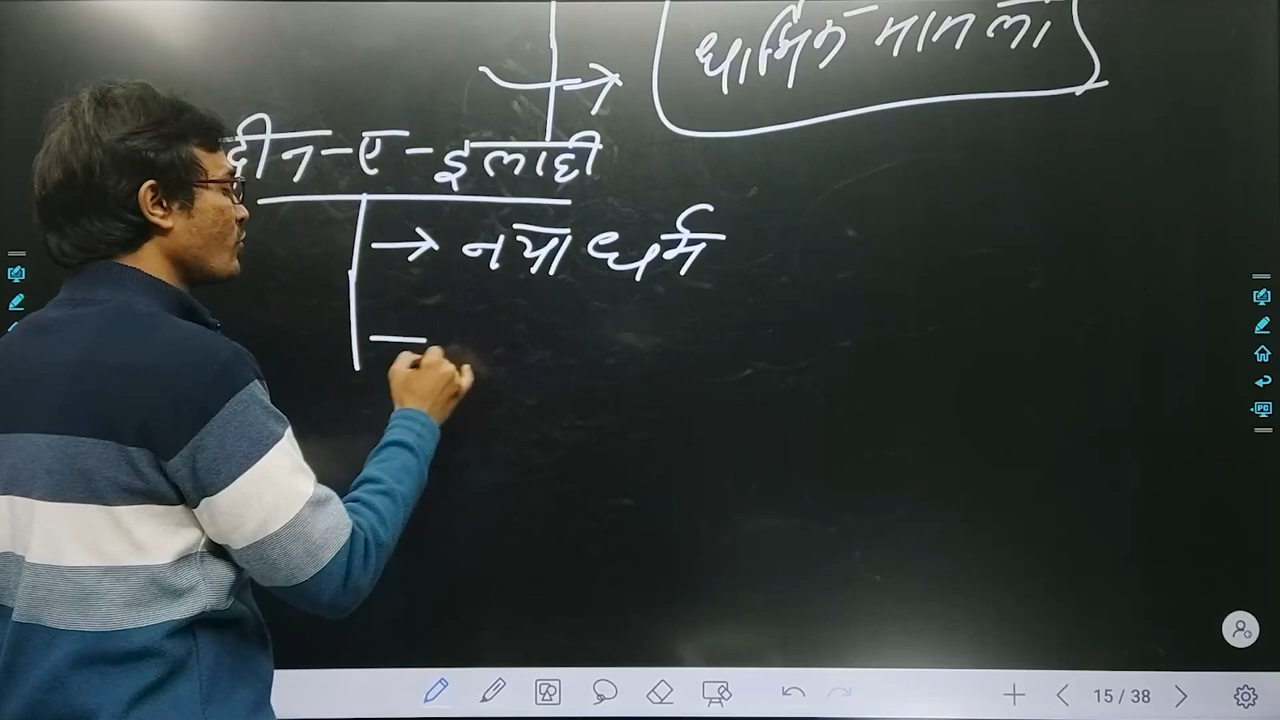 धार्मिक मामलो
दीन-ए-इलाही
→ नया धर्म
15 / 38